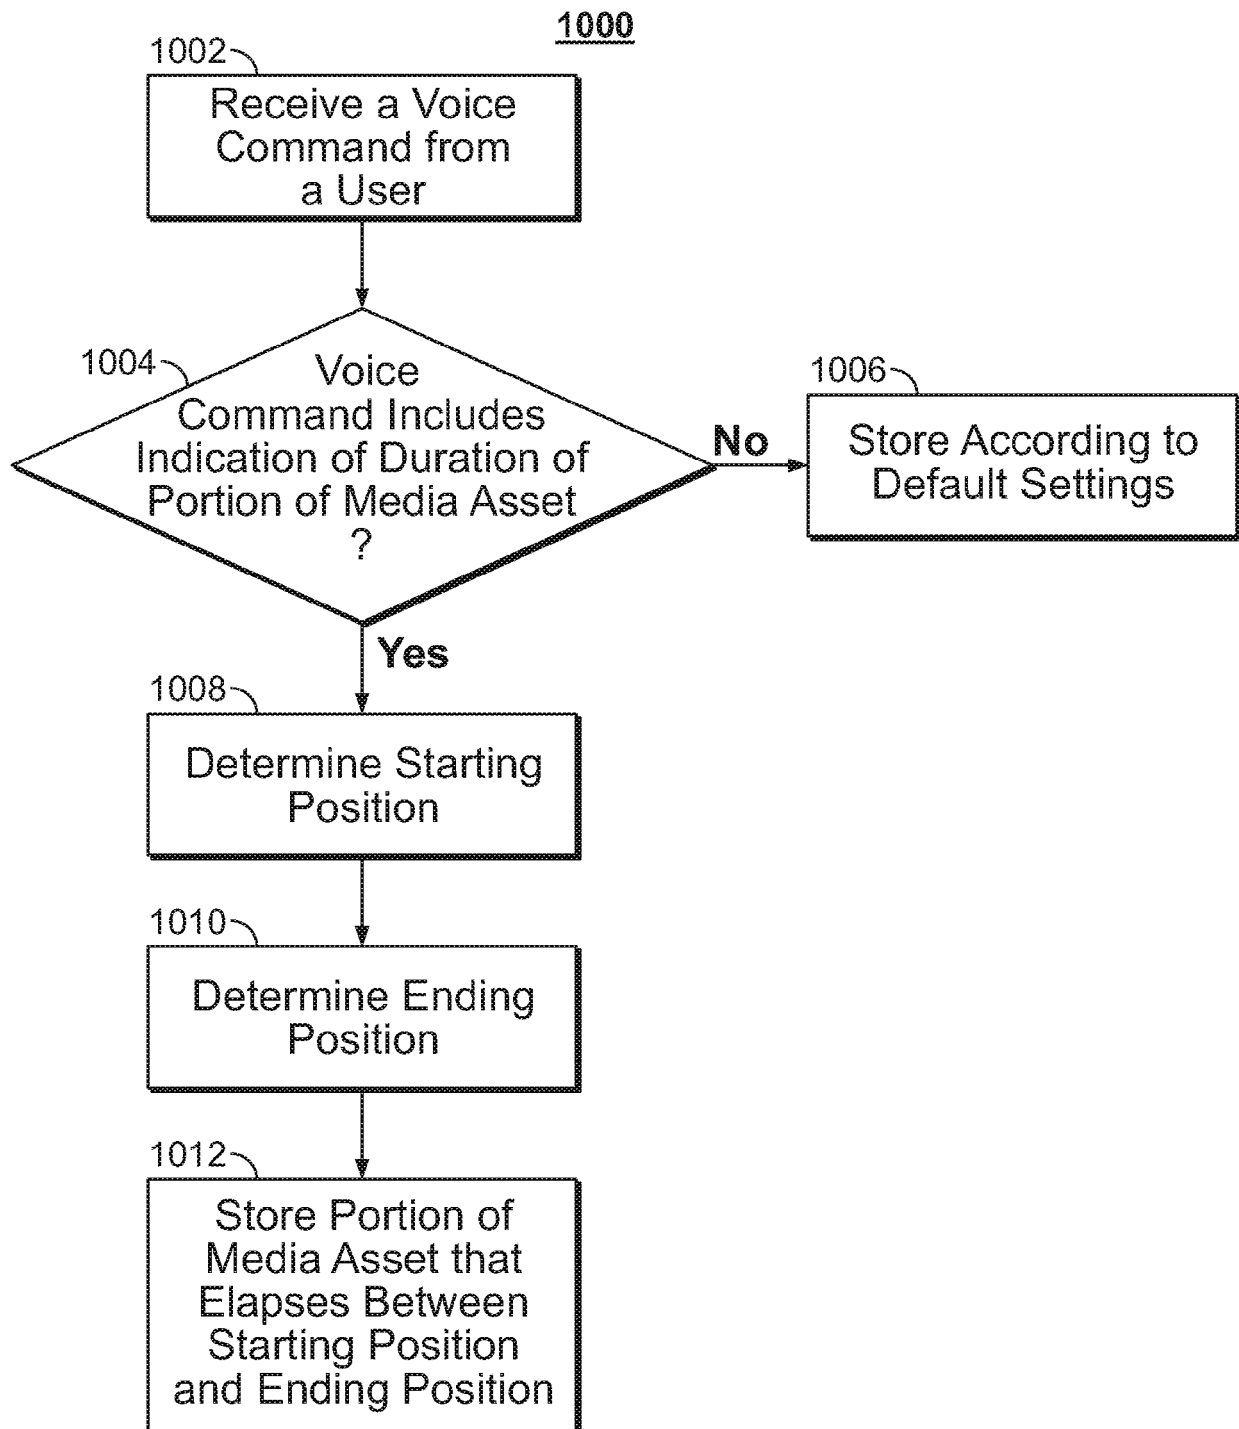 1000
1002
Receive a Voice
Command from
a User
1004
Voice
Command Includes
Indication of Duration of
Portion of Media Asset
?
No
1006
Store According to
Default Settings
Yes
1008
Determine Starting
Position
1010
Determine Ending
Position
1012
Store Portion of
Media Asset that
Elapses Between
Starting Position
and Ending Position